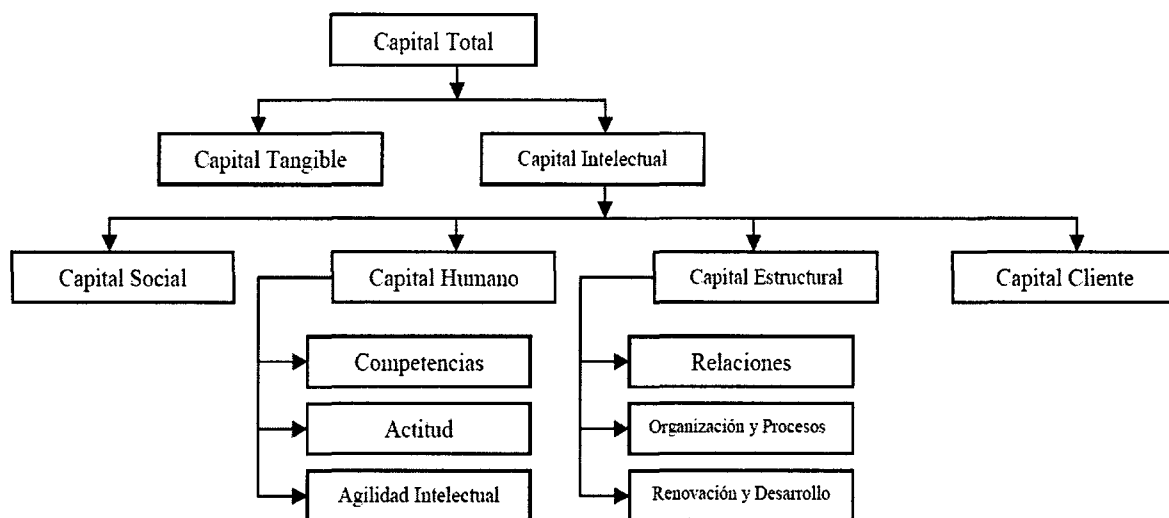 Capital Total
Capital Tangible
Capital Intelectual
Capital Social
Capital Humano
Capital Estructural
Capital Cliente
Competencias
Relaciones
Actitud
Organización y Procesos
Agilidad Intelectual
Renovación y Desarrollo